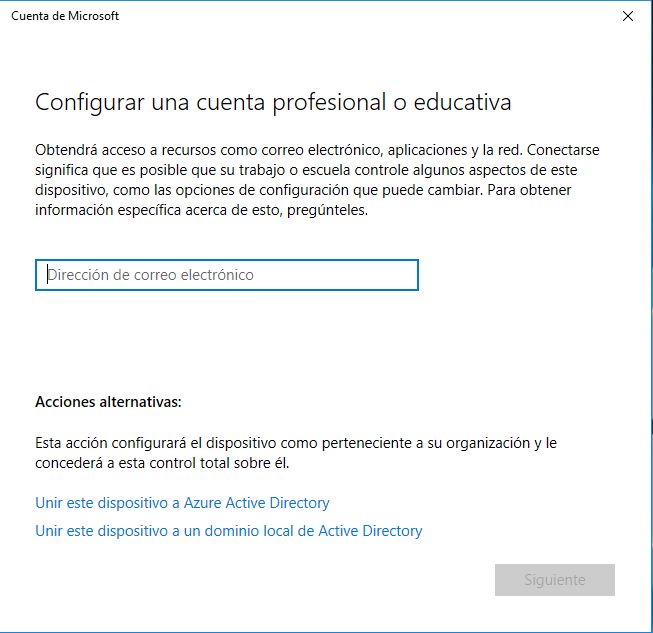 Cuenta de Microsoft
Configurar una cuenta profesional o educativa
Obtendrá acceso a recursos como correo electrónico, aplicaciones y la red. Conectarse
significa que es posible que su trabajo o escuela controle algunos aspectos de este
dispositivo, como las opciones de configuración que puede cambiar. Para obtener
información específica acerca de esto, pregúnteles.
Dirección de correo electrónico
Acciones alternativas:
Esta acción configurará el dispositivo como perteneciente a su organización y le
concederá a esta control total sobre él.
Unir este dispositivo a Azure Active Directory
Unir este dispositivo a un dominio local de Active Directory
Siguiente